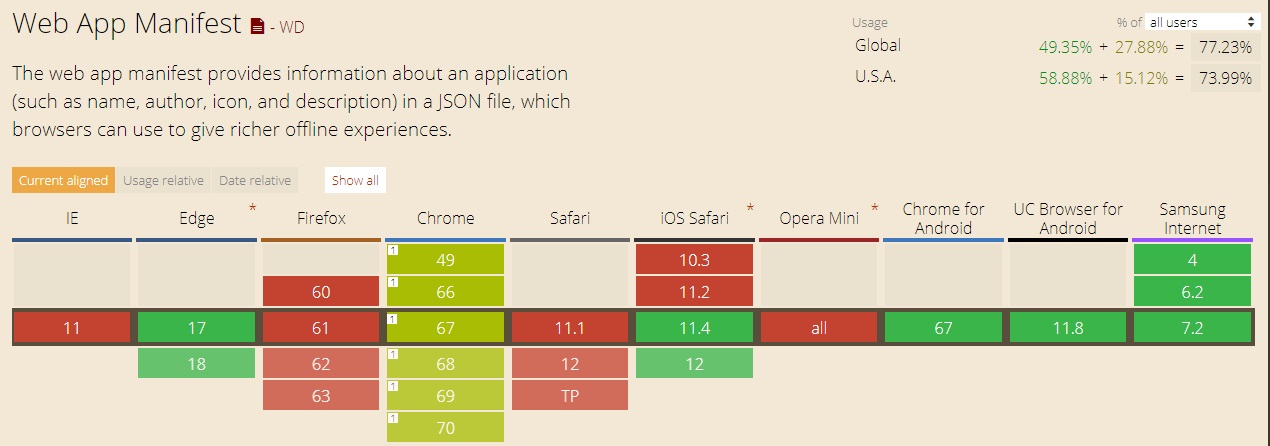 Web App Manifest - WD
Usage % of all users
Global 49.35% + 27.88% = 77.23%
U.S.A. 58.88% + 15.12% = 73.99%
The web app manifest provides information about an application
(such as name, author, icon, and description) in a JSON file, which
browsers can use to give richer offline experiences.
Current aligned Usage relative Date relative Show all
IE Edge * Firefox Chrome Safari iOS Safari * Opera Mini * Chrome for Android UC Browser for Android Samsung Internet
1 49 10.3 4
60 1 66 11.2 6.2
11 17 61 1 67 11.1 11.4 all 67 11.8 7.2
18 62 1 68 12 12
63 1 69 TP
1 70